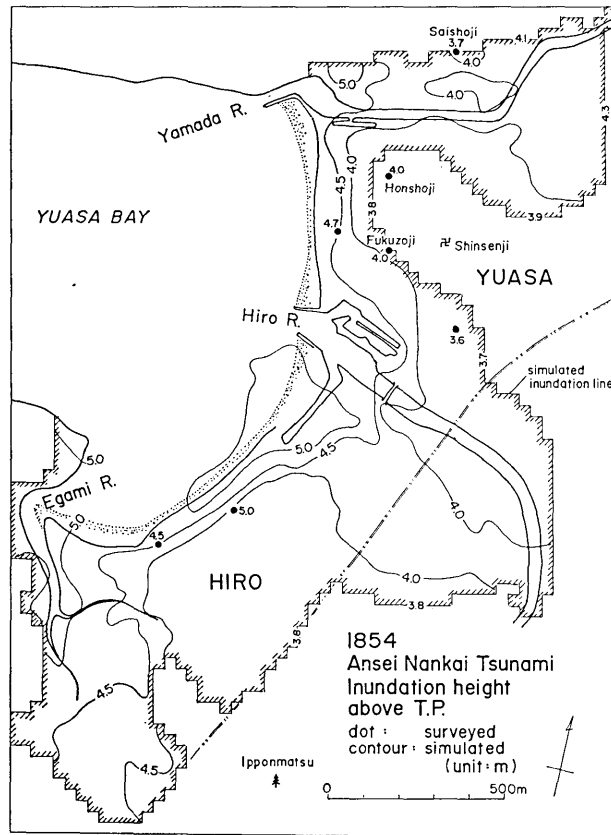 Saishoji
3.7
4.1
4.0
5.0
4.0
4.3
Yamada R.
4.5
4.0
4.0
Honshoji
3.8
3.9
YUASA BAY
4.7
Fukuzoji
4.0
卍 Shinsenji
YUASA
Hiro R.
3.6
3.7
simulated
inundation line
5.0
4.5
5.0
Egami R.
5.0
4.0
5.0
4.5
HIRO
4.0
3.8
3.8
4.5
4.5
1854
Ansei Nankai Tsunami
Inundation height
above T.P.
dot : surveyed
contour : simulated
(unit: m)
Ipponmatsu
0 500m